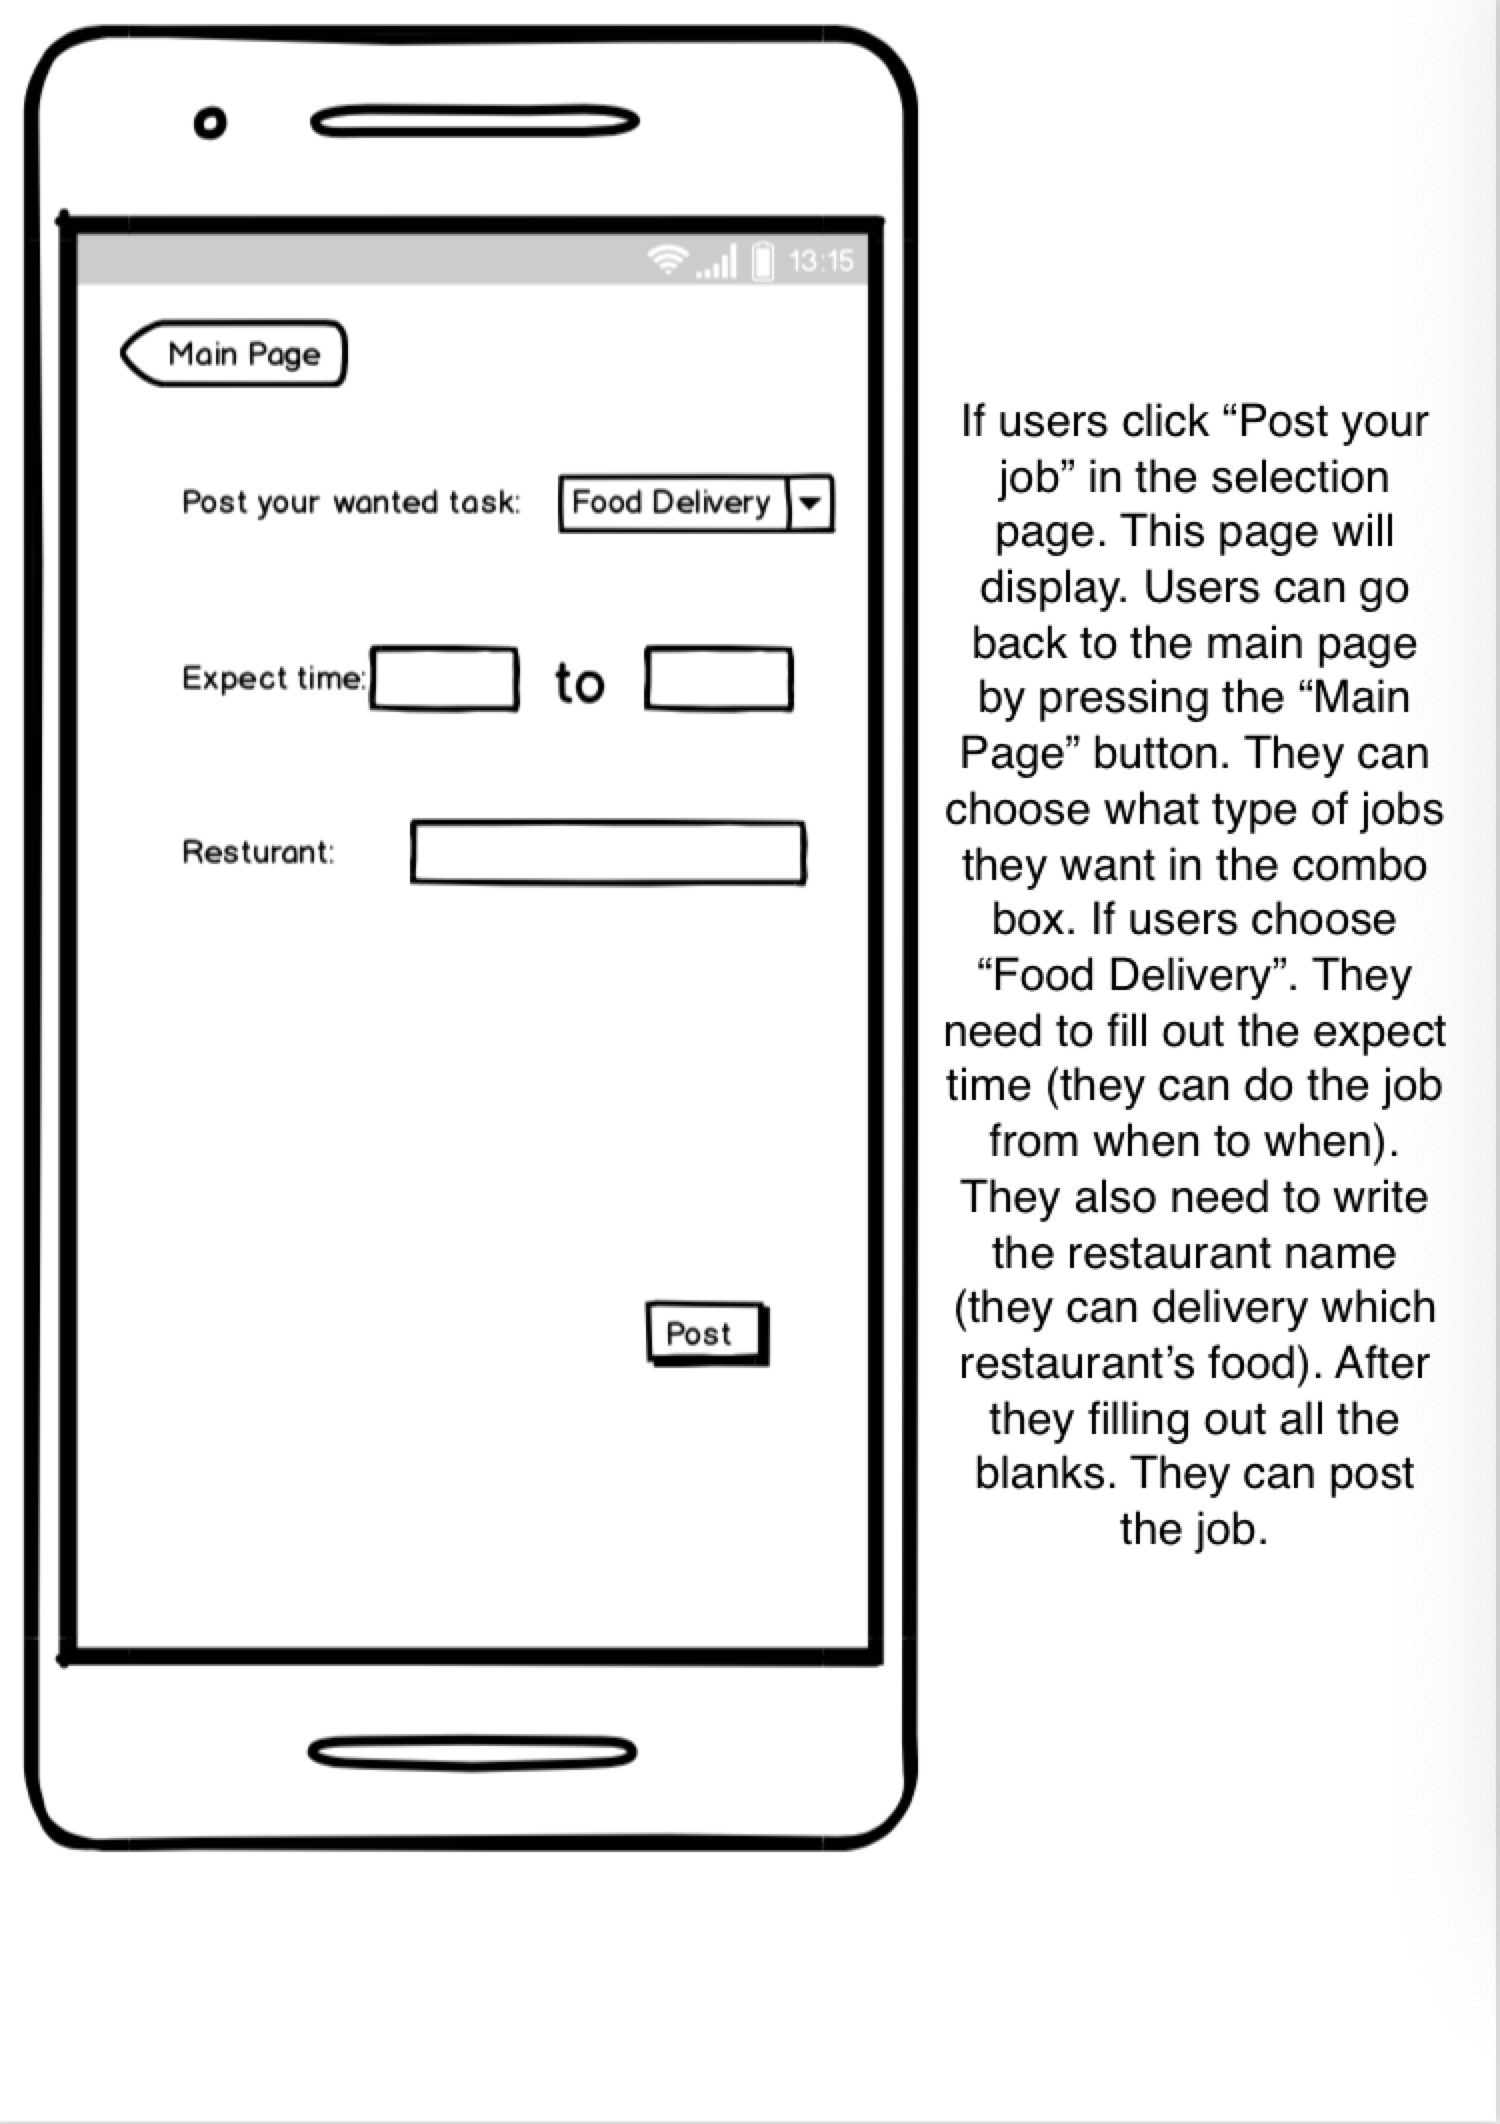 13:15
Main Page
Post your wanted task: Food Delivery
Expect time: to
Resturant:
Post
If users click “Post your
job” in the selection
page. This page will
display. Users can go
back to the main page
by pressing the “Main
Page” button. They can
choose what type of jobs
they want in the combo
box. If users choose
“Food Delivery”. They
need to fill out the expect
time (they can do the job
from when to when).
They also need to write
the restaurant name
(they can delivery which
restaurant’s food). After
they filling out all the
blanks. They can post
the job.